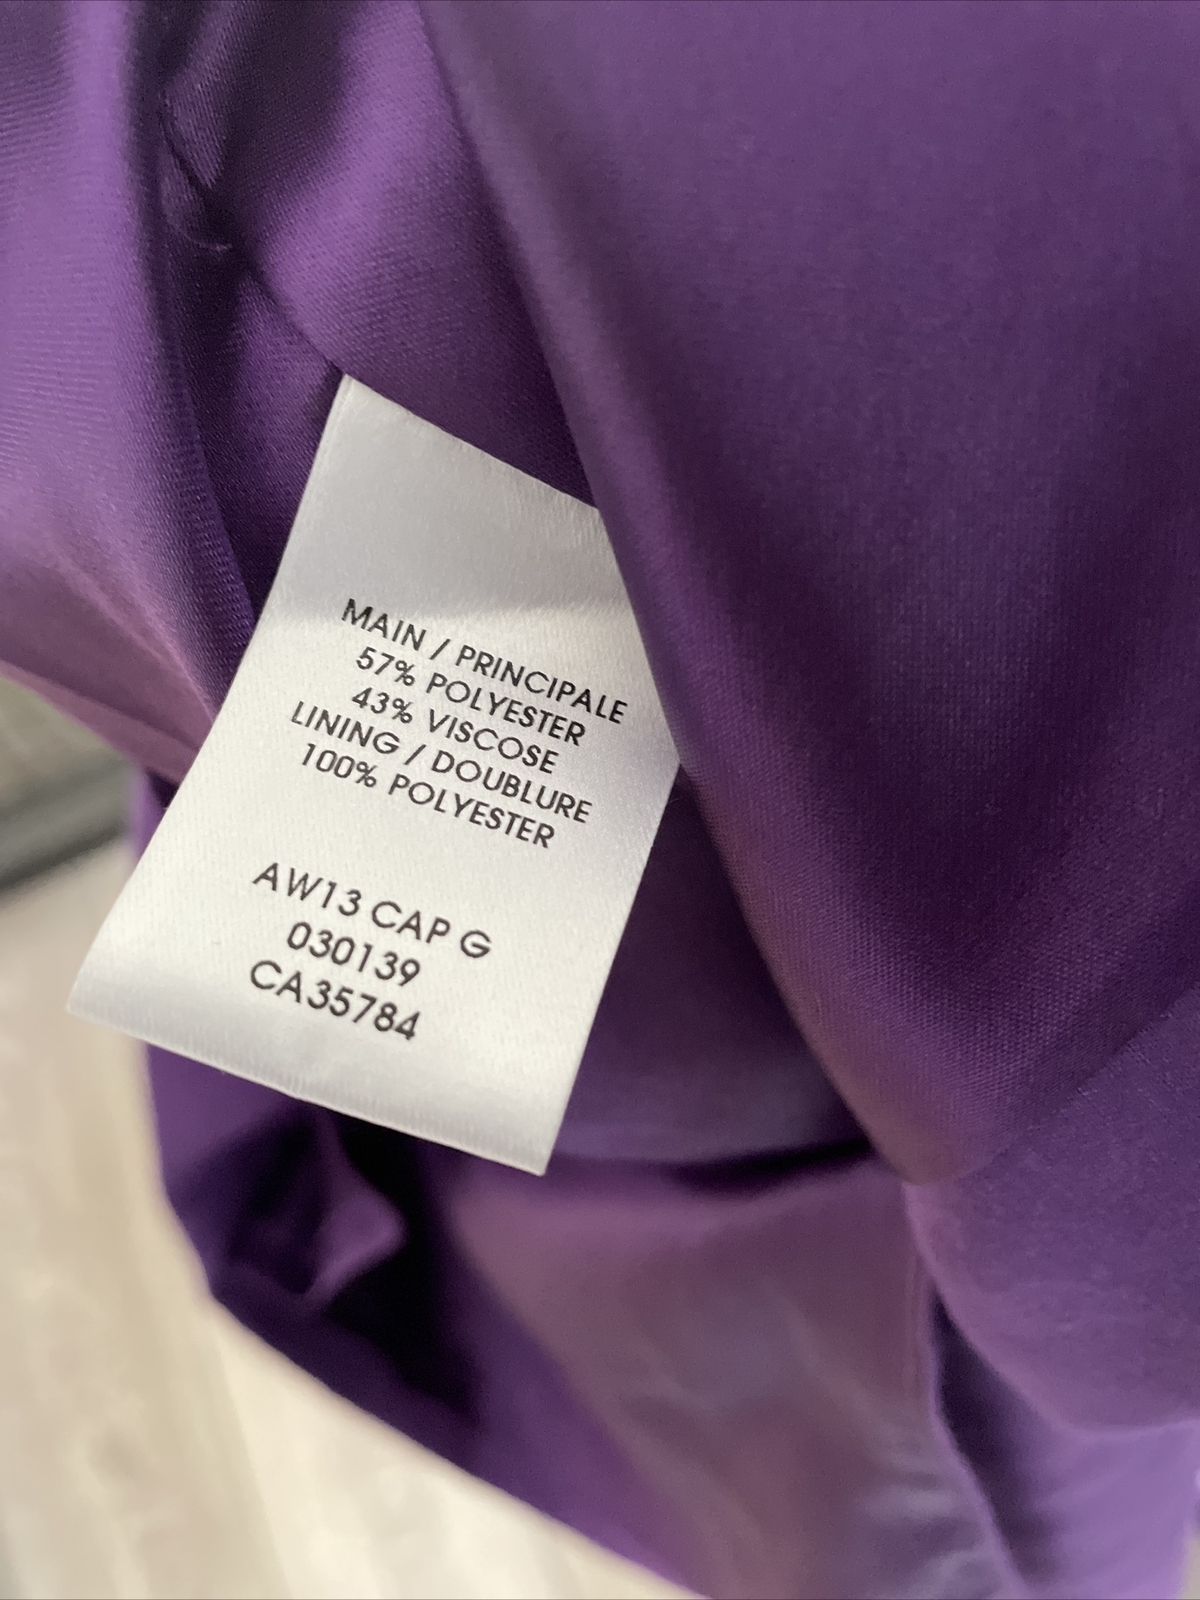 MAIN / PRINCIPALE
57% POLYESTER
43% VISCOSE
LINING / DOUBLURE
100% POLYESTER
AW13 CAP G
030139
CA35784